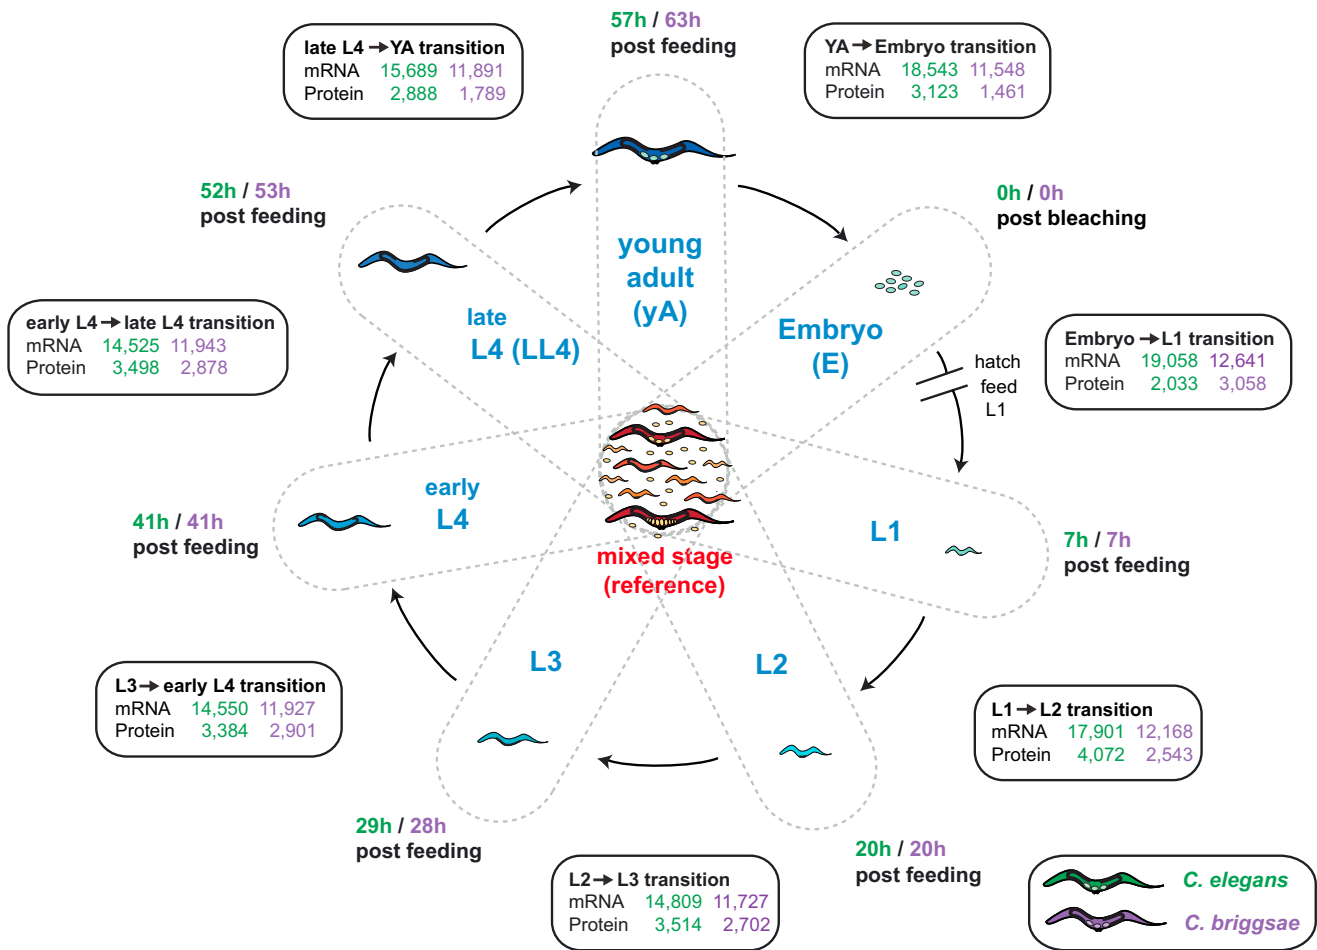 57h / 63h
post feeding
late L4 → YA transition
mRNA 15,689 11,891
Protein 2,888 1,789
YA → Embryo transition
mRNA 18,543 11,548
Protein 3,123 1,461
52h / 53h
post feeding
0h / 0h
post bleaching
young
adult
(yA)
late
L4 (LL4)
Embryo
(E)
early L4 → late L4 transition
mRNA 14,525 11,943
Protein 3,498 2,878
hatch
feed
L1
Embryo → L1 transition
mRNA 19,058 12,641
Protein 2,033 3,058
early
L4
L1
41h / 41h
post feeding
mixed stage
(reference)
7h / 7h
post feeding
L3
L2
L3 → early L4 transition
mRNA 14,550 11,927
Protein 3,384 2,901
L1 → L2 transition
mRNA 17,901 12,168
Protein 4,072 2,543
29h / 28h
post feeding
20h / 20h
post feeding
L2 → L3 transition
mRNA 14,809 11,727
Protein 3,514 2,702
C. elegans
C. briggsae